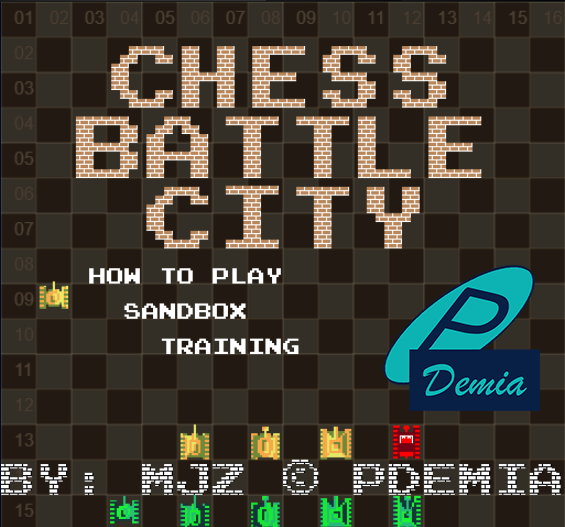 01 02 03 04 05 06 07 08 09 10 11 12 13 14 15 16
02
CHESS
03
04
BATTLE
05
06
CITY
07
08
HOW TO PLAY
09
SANDBOX
10
TRAINING
11
P
Demia
12
13
BY: MJZ © PDEMIA
15